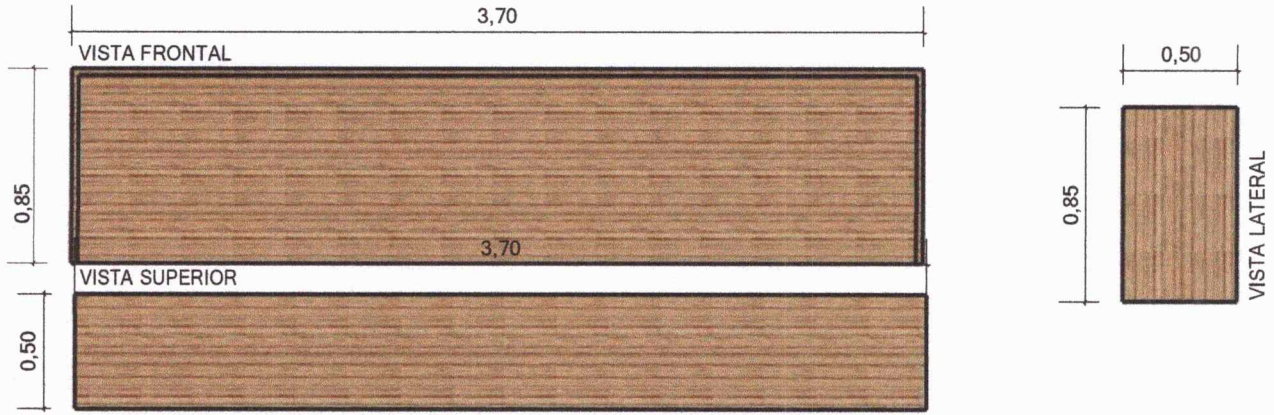 3,70
VISTA FRONTAL
0,85
3,70
VISTA SUPERIOR
0,50
0,50
0,85
VISTA LATERAL